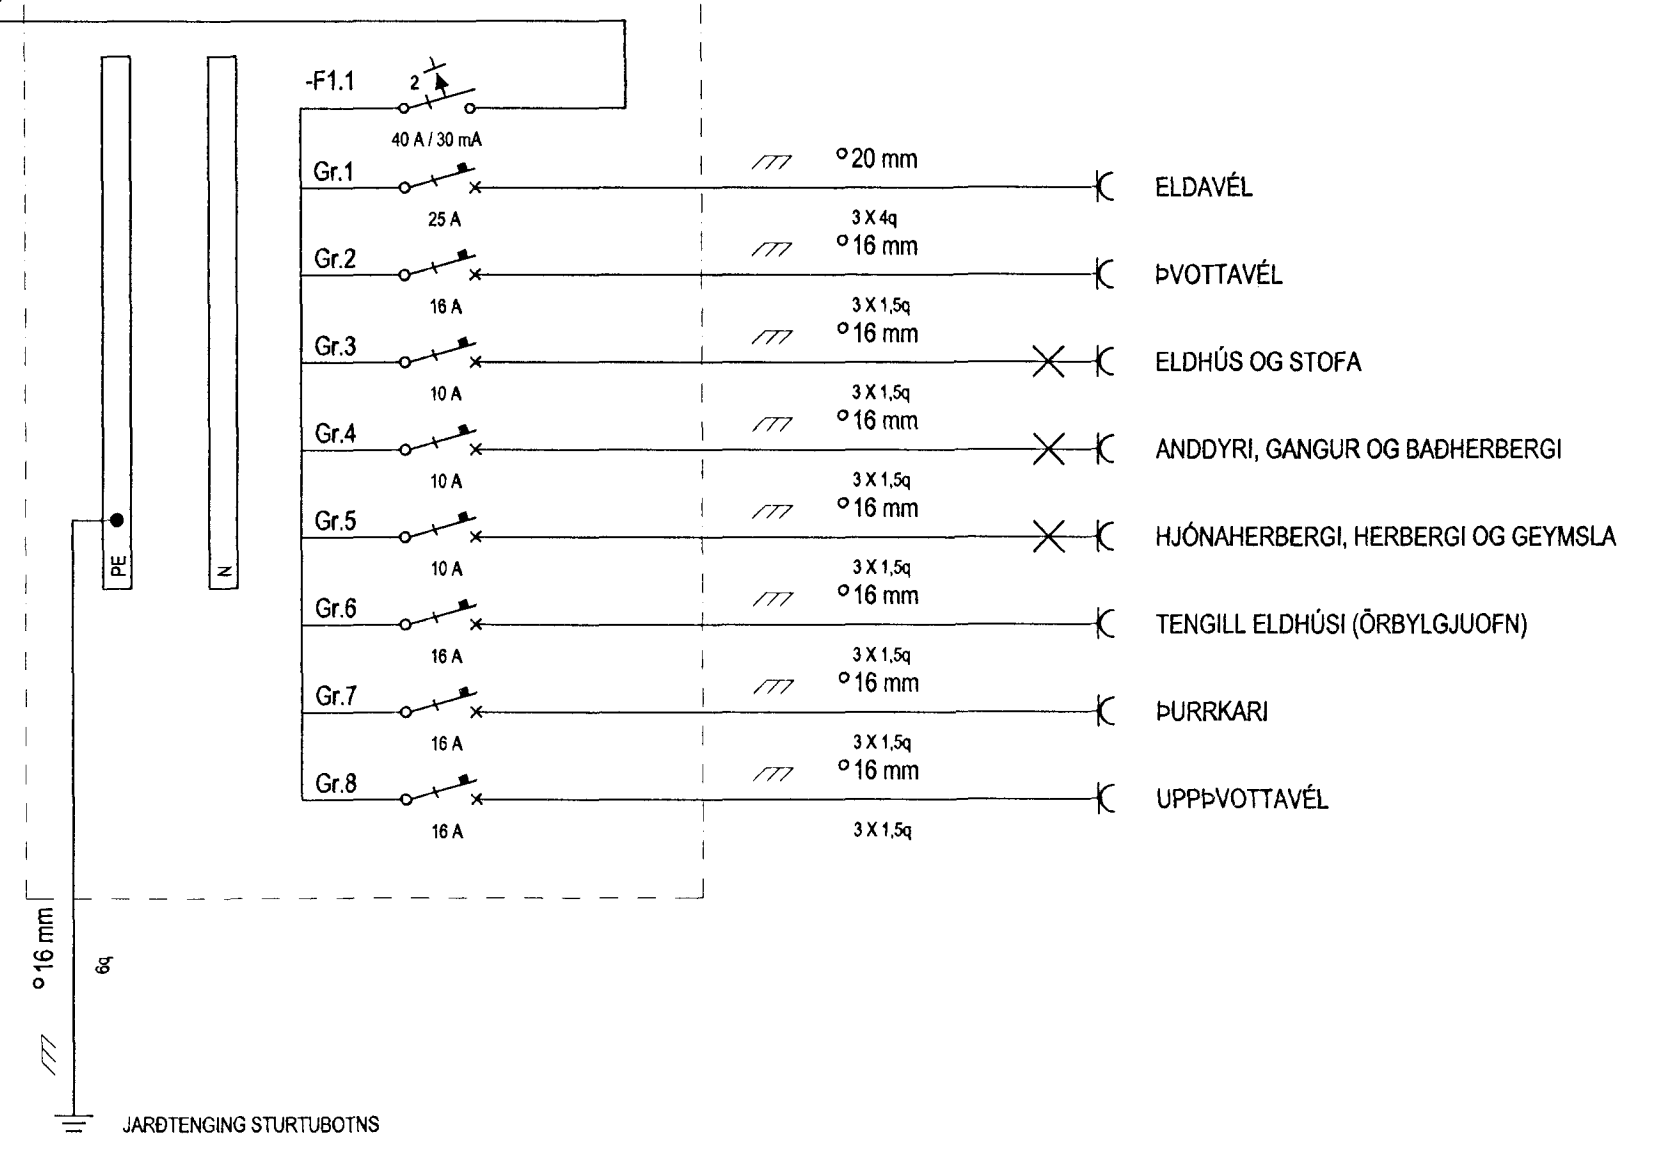 -F1.1
2
40 A / 30 mA
Gr.1
25 A
° 20 mm
3 X 4q
ELDAVÉL
Gr.2
16 A
° 16 mm
3 X 1,5q
ÞVOTTAVÉL
Gr.3
10 A
° 16 mm
3 X 1,5q
ELDHÚS OG STOFA
Gr.4
10 A
° 16 mm
3 X 1,5q
ANDDYRI, GANGUR OG BAÐHERBERGI
Gr.5
10 A
° 16 mm
3 X 1,5q
HJÓNAHERBERGI, HERBERGI OG GEYMSLA
Gr.6
16 A
° 16 mm
3 X 1,5q
TENGILL ELDHÚSI (ÖRBYLGJUOFN)
Gr.7
16 A
° 16 mm
3 X 1,5q
ÞURRKARI
Gr.8
16 A
° 16 mm
3 X 1,5q
UPPÞVOTTAVÉL
PE
N
° 16 mm
6q
JARÐTENGING STURTUBOTNS